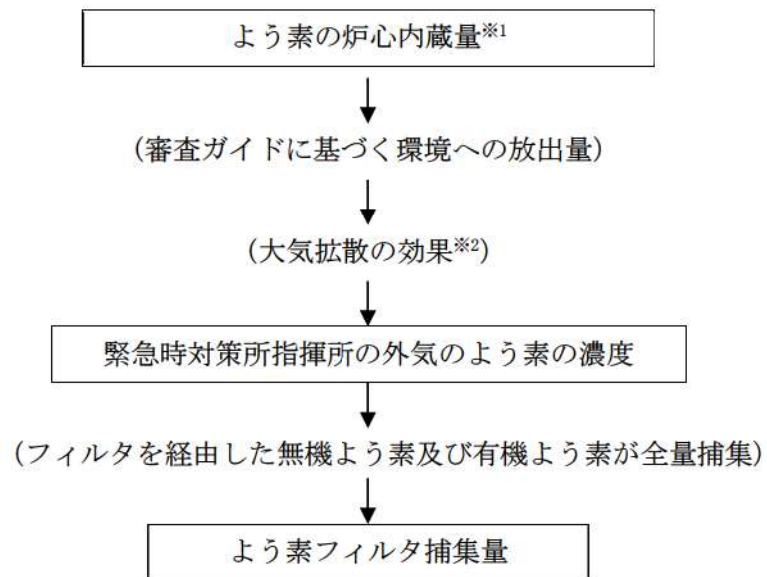 よう素の炉心内蔵量※1
(審査ガイドに基づく環境への放出量)
(大気拡散の効果※2)
緊急時対策所指揮所の外気のよう素の濃度
(フィルタを経由した無機よう素及び有機よう素が全量捕集)
よう素フィルタ捕集量